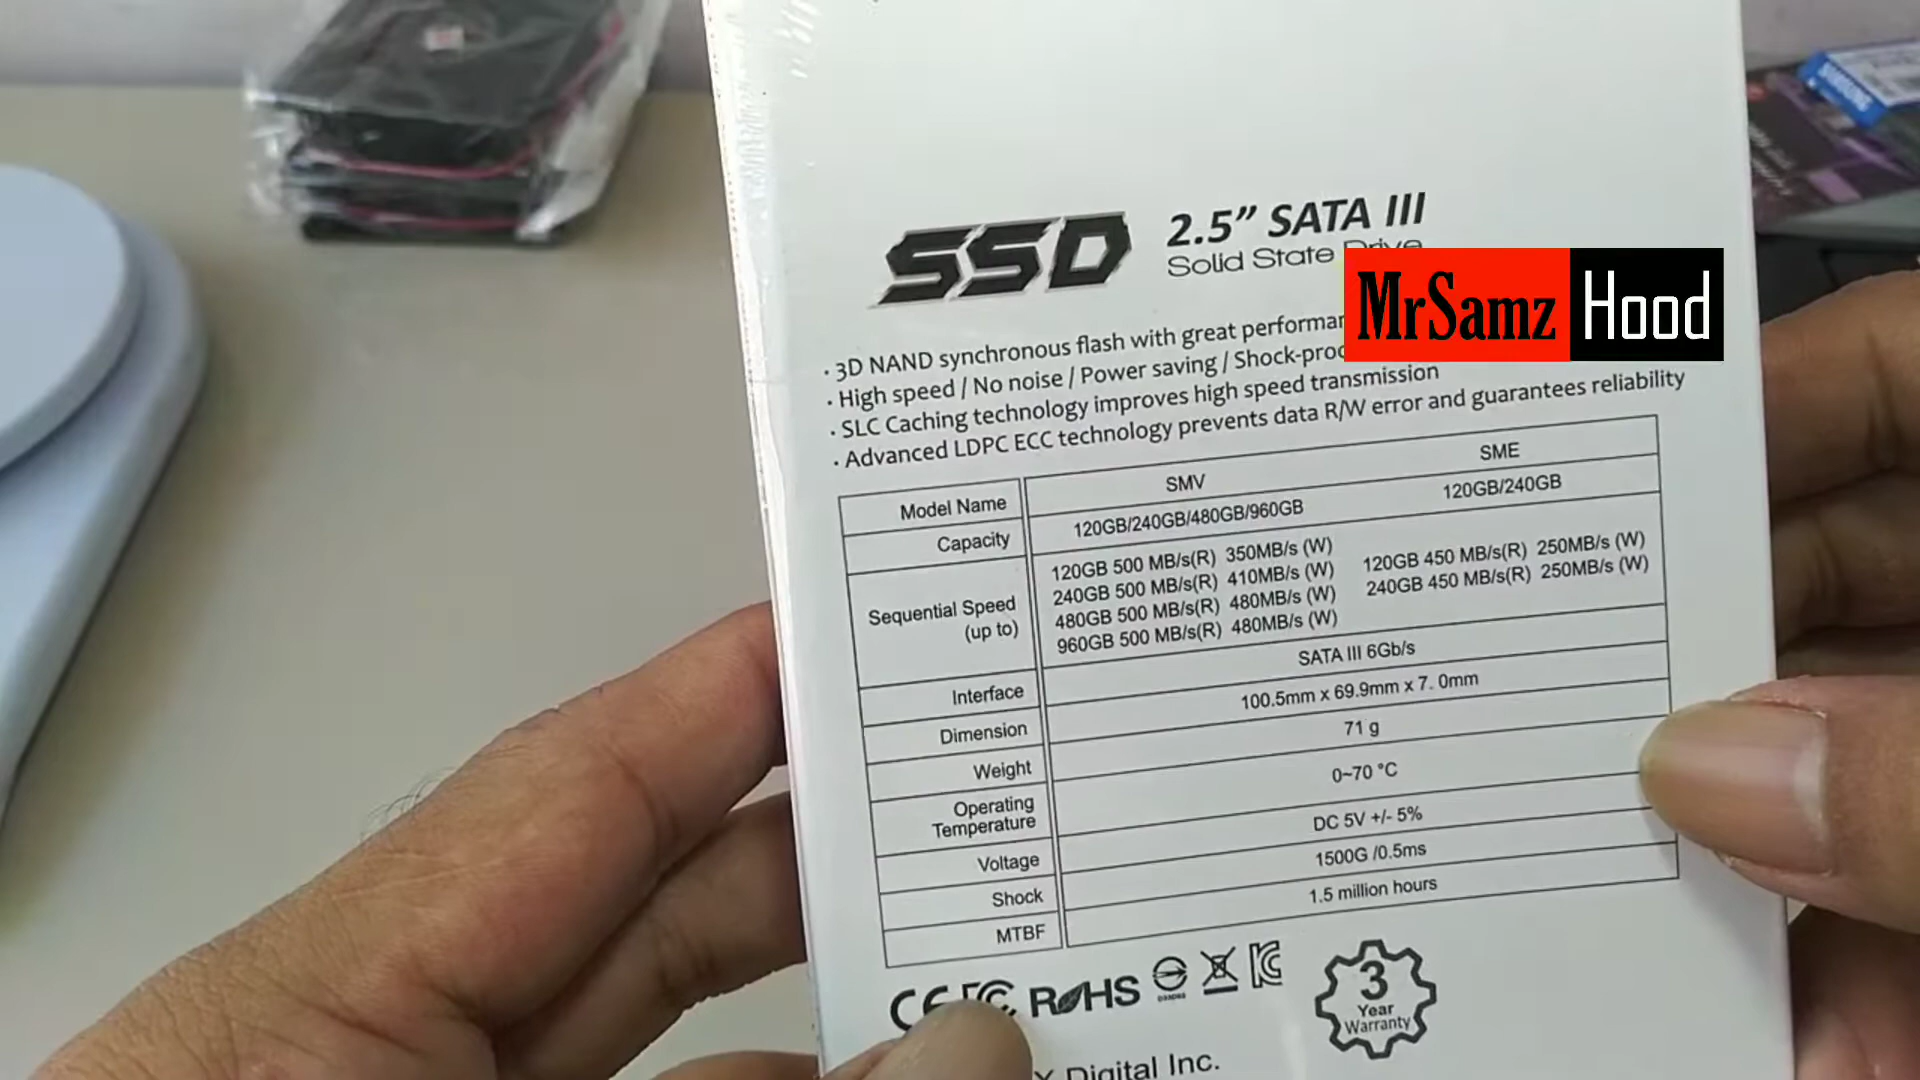 SSD 2.5” SATA III
Solid State Drive
MrSamz Hood
· 3D NAND synchronous flash with great
· High speed / No noise / Power saving /
· SLC Caching technology improves high speed transmission
· Advanced LDPC ECC technology prevents data R/W error and guarantees reliability
Model Name SMV SME
Capacity 120GB/240GB/480GB/960GB 120GB/240GB
Sequential Speed (up to)
120GB 500 MB/s(R) 350MB/s (W)
240GB 500 MB/s(R) 410MB/s (W)
480GB 500 MB/s(R) 480MB/s (W)
960GB 500 MB/s(R) 480MB/s (W)
120GB 450 MB/s(R) 250MB/s (W)
240GB 450 MB/s(R) 250MB/s (W)
Interface SATA III 6Gb/s
Dimension 100.5mm x 69.9mm x 7. 0mm
Weight 71 g
Operating Temperature 0~70 °C
Voltage DC 5V +/- 5%
Shock 1500G /0.5ms
MTBF 1.5 million hours
CE FC RoHS
3
Year
Warranty
Digital Inc.
SAMSUNG